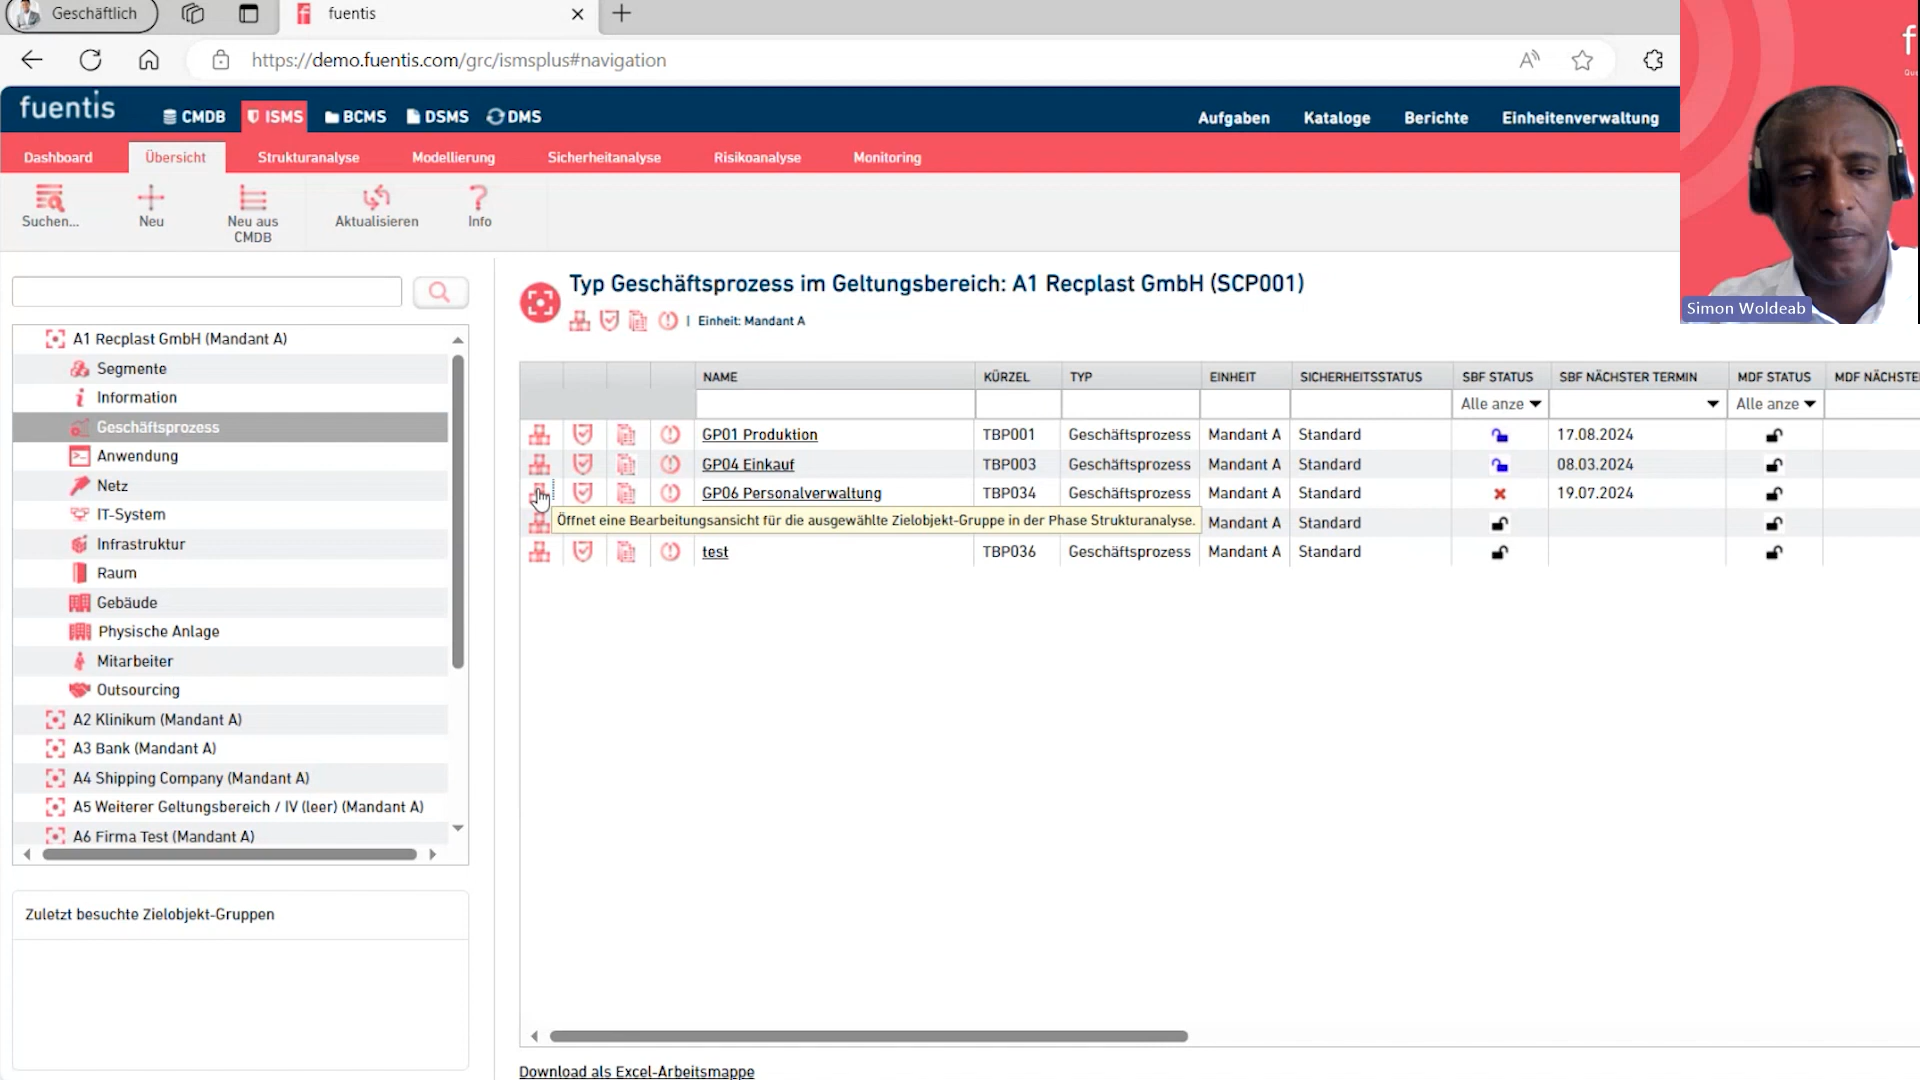 Geschäftlich
fuentis
https://demo.fuentis.com/grc/ismsplus#navigation
fuentis
CMDB ISMS BCMS DSMS DMS
Aufgaben Kataloge Berichte Einheitenverwaltung
Dashboard Übersicht Strukturanalyse Modellierung Sicherheitanalyse Risikoanalyse Monitoring
Suchen... Neu Neu aus CMDB Aktualisieren ? Info
Simon Woldeab
Typ Geschäftsprozess im Geltungsbereich: A1 Recplast GmbH (SCP001)
| Einheit: Mandant A
A1 Recplast GmbH (Mandant A)
Segmente
Information
Geschäftsprozess
Anwendung
Netz
IT-System
Infrastruktur
Raum
Gebäude
Physische Anlage
Mitarbeiter
Outsourcing
A2 Klinikum (Mandant A)
A3 Bank (Mandant A)
A4 Shipping Company (Mandant A)
A5 Weiterer Geltungsbereich / IV (leer) (Mandant A)
A6 Firma Test (Mandant A)
Zuletzt besuchte Zielobjekt-Gruppen
NAME KÜRZEL TYP EINHEIT SICHERHEITSSTATUS SBF STATUS SBF NÄCHSTER TERMIN MDF STATUS MDF NÄCHSTE
Alle anze Alle anze
GP01 Produktion TBP001 Geschäftsprozess Mandant A Standard 17.08.2024
GP04 Einkauf TBP003 Geschäftsprozess Mandant A Standard 08.03.2024
GP06 Personalverwaltung TBP034 Geschäftsprozess Mandant A Standard 19.07.2024
Öffnet eine Bearbeitungsansicht für die ausgewählte Zielobjekt-Gruppe in der Phase Strukturanalyse.
Mandant A Standard
test TBP036 Geschäftsprozess Mandant A Standard
Download als Excel-Arbeitsmappe